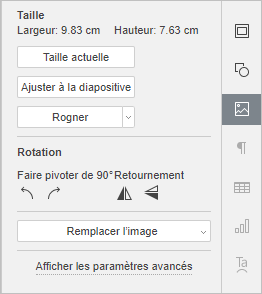 Taille
Largeur: 9.83 cm Hauteur: 7.63 cm
Taille actuelle
Ajuster à la diapositive
Rogner
Rotation
Faire pivoter de 90° Retournement
Remplacer l'image
Afficher les paramètres avancés
Ta